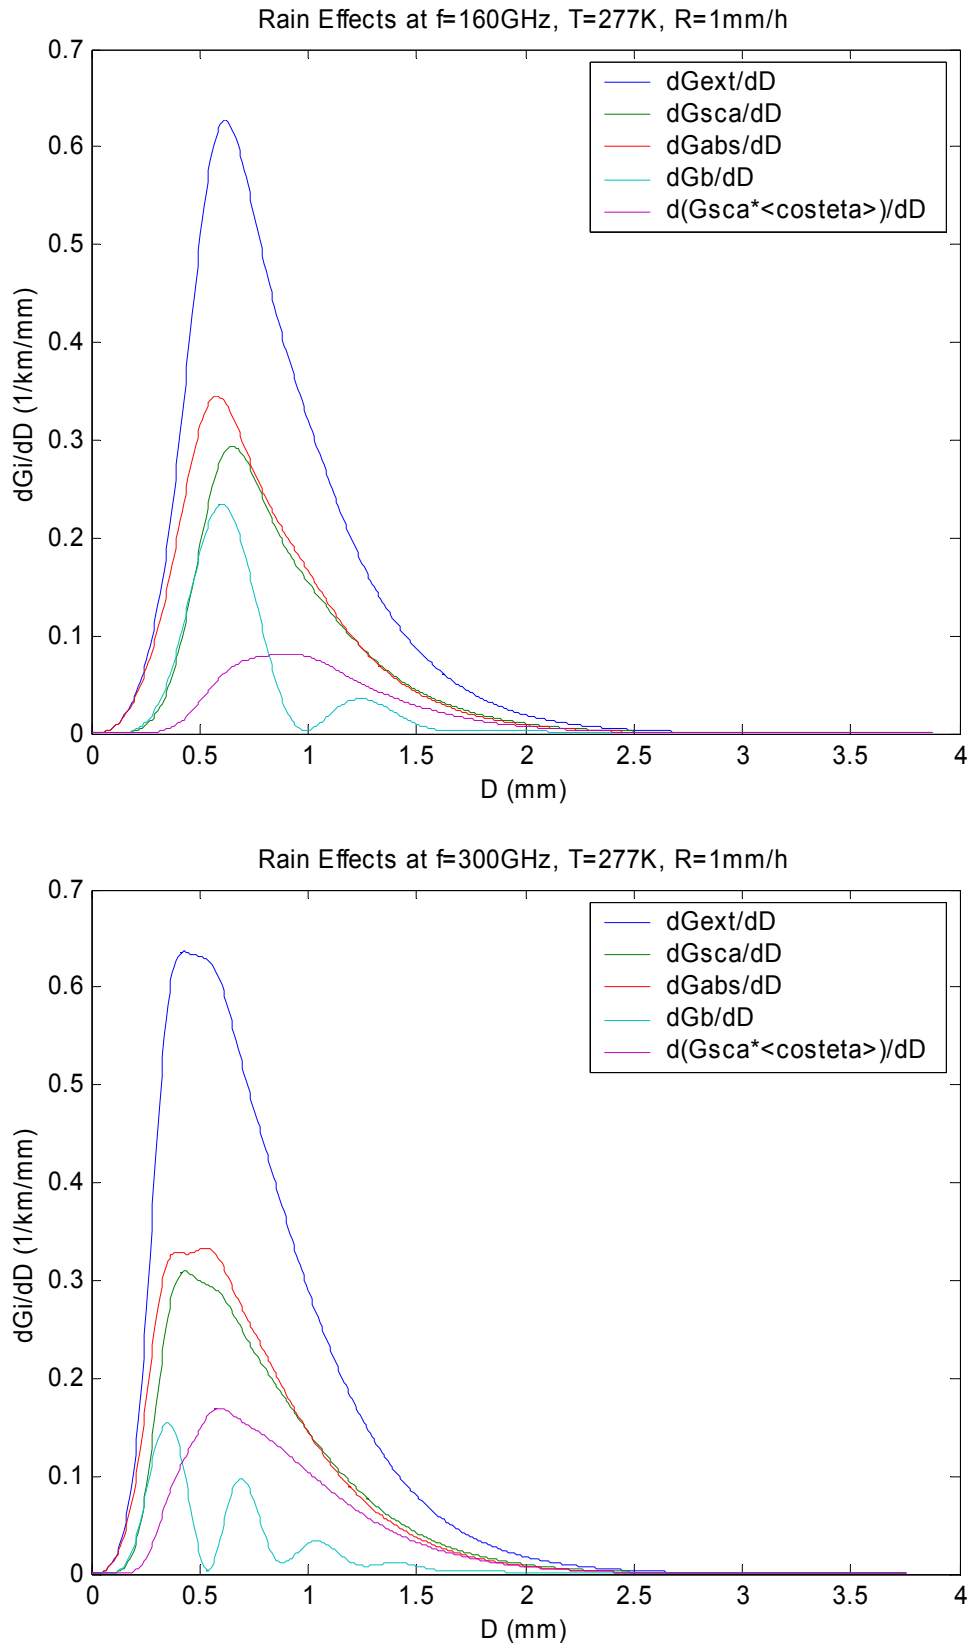 Rain Effects at f=160GHz, T=277K, R=1mm/h
0.7
dGext/dD
dGsca/dD
dGabs/dD
dGb/dD
d(Gsca*<costeta>)/dD
0.6
0.5
0.4
dGi/dD (1/km/mm)
0.3
0.2
0.1
0
0 0.5 1 1.5 2 2.5 3 3.5 4
D (mm)
Rain Effects at f=300GHz, T=277K, R=1mm/h
0.7
dGext/dD
dGsca/dD
dGabs/dD
dGb/dD
d(Gsca*<costeta>)/dD
0.6
0.5
0.4
dGi/dD (1/km/mm)
0.3
0.2
0.1
0
0 0.5 1 1.5 2 2.5 3 3.5 4
D (mm)